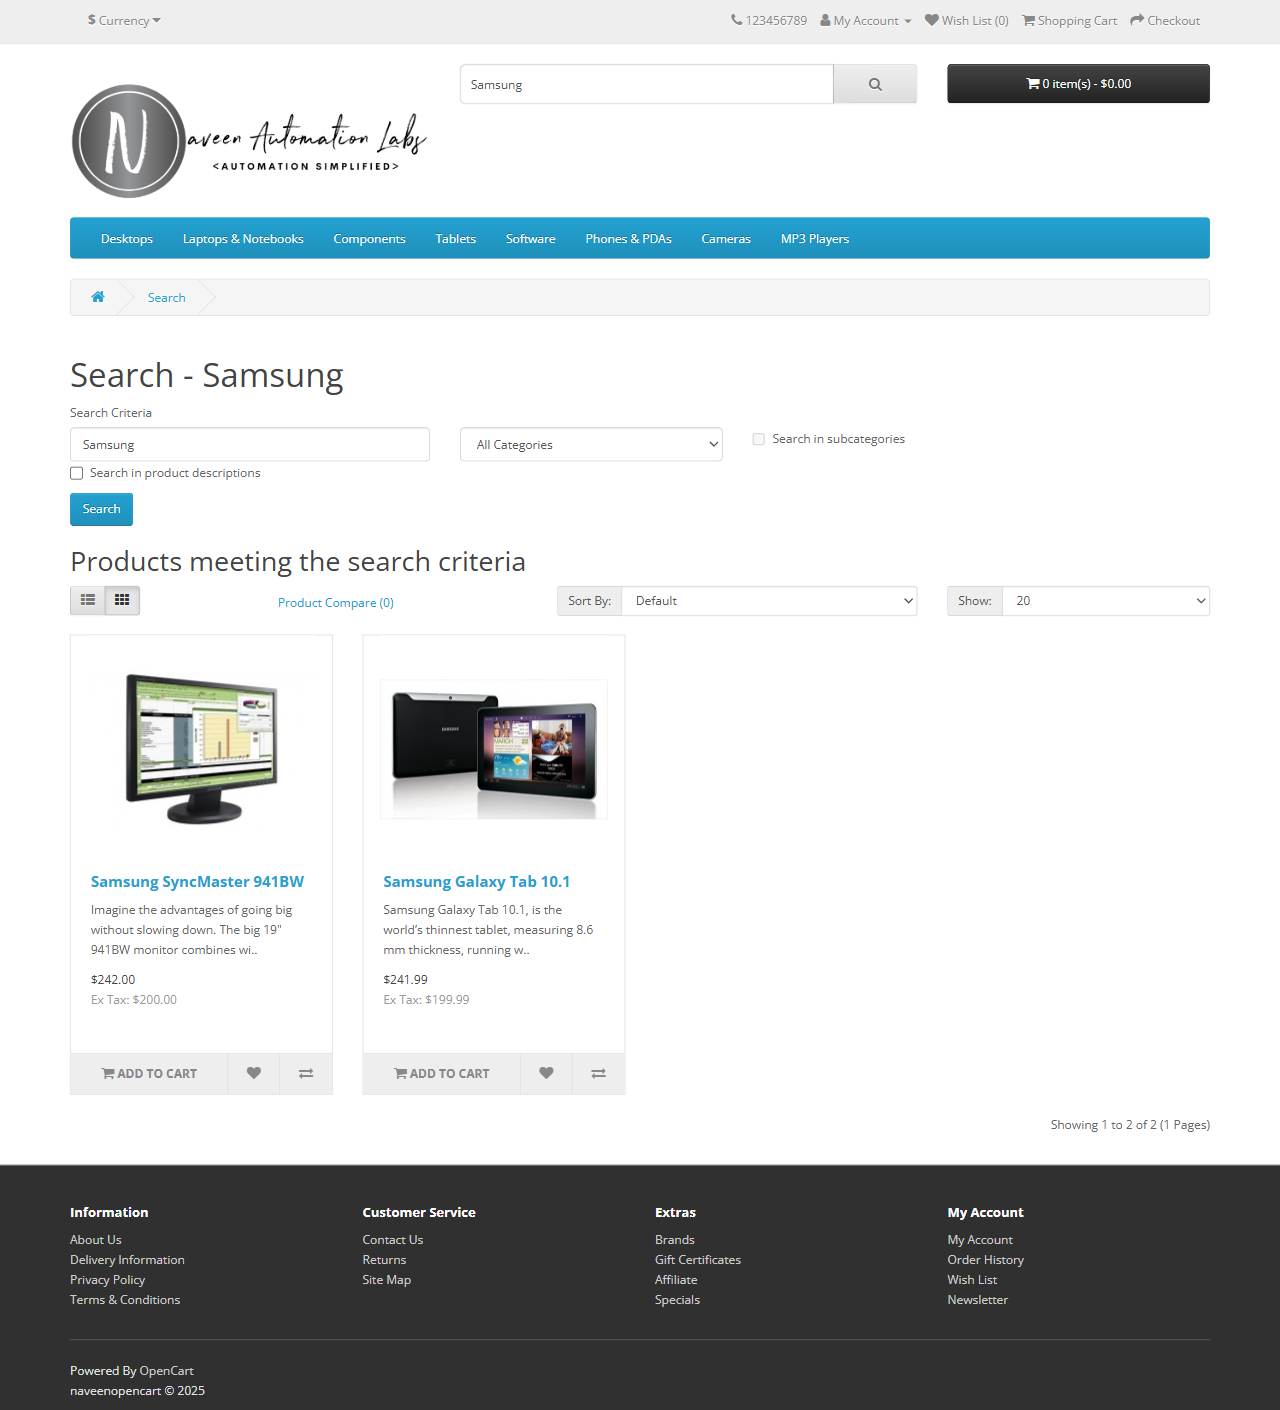 $ Currency
123456789 My Account Wish List (0) Shopping Cart Checkout
Samsung
0 item(s) - $0.00
N
aveen Automation Labs
<AUTOMATION SIMPLIFIED>
Desktops Laptops & Notebooks Components Tablets Software Phones & PDAs Cameras MP3 Players
Search
Search - Samsung
Search Criteria
Samsung
All Categories
Search in subcategories
Search in product descriptions
Search
Products meeting the search criteria
Product Compare (0)
Sort By: Default
Show: 20
SAMSUNG
MARCH 22
Samsung SyncMaster 941BW
Imagine the advantages of going big
without slowing down. The big 19"
941BW monitor combines wi..
$242.00
Ex Tax: $200.00
ADD TO CART
Samsung Galaxy Tab 10.1
Samsung Galaxy Tab 10.1, is the
world’s thinnest tablet, measuring 8.6
mm thickness, running w..
$241.99
Ex Tax: $199.99
ADD TO CART
Showing 1 to 2 of 2 (1 Pages)
Information
About Us
Delivery Information
Privacy Policy
Terms & Conditions
Customer Service
Contact Us
Returns
Site Map
Extras
Brands
Gift Certificates
Affiliate
Specials
My Account
My Account
Order History
Wish List
Newsletter
Powered By OpenCart
naveenopencart © 2025